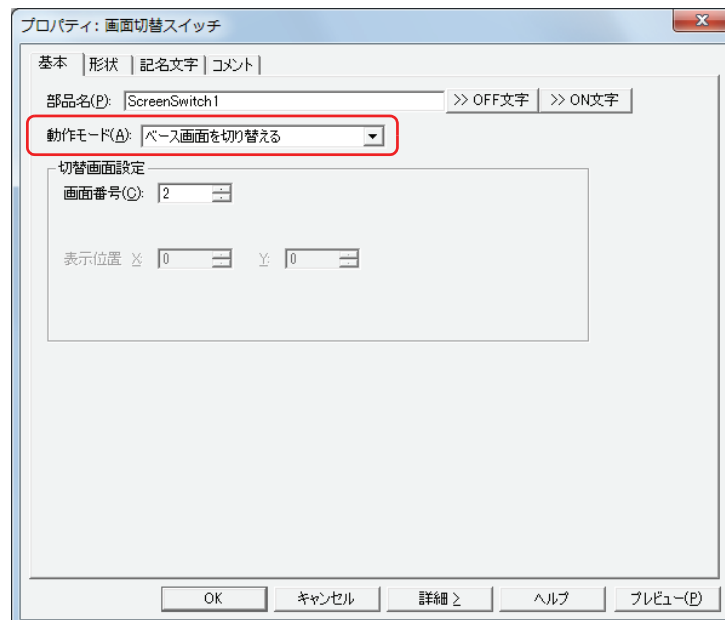 プロパティ: 画面切替スイッチ
基本 形状 記名文字 コメント
部品名(P): ScreenSwitch1 >> OFF文字 >> ON文字
動作モード(A): ベース画面を切り替える
切替画面設定
画面番号(C): 2
表示位置 X: 0 Y: 0
OK キャンセル 詳細 > ヘルプ プレビュー(P)